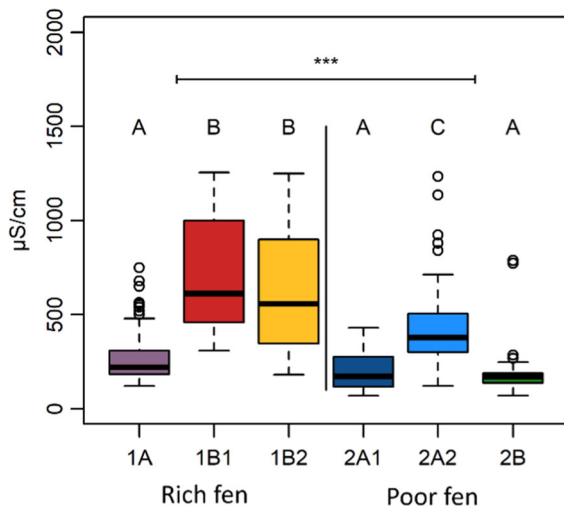 2000
***
1500
A B B A C A
1000
µS/cm
500
0
1A 1B1 1B2 2A1 2A2 2B
Rich fen Poor fen